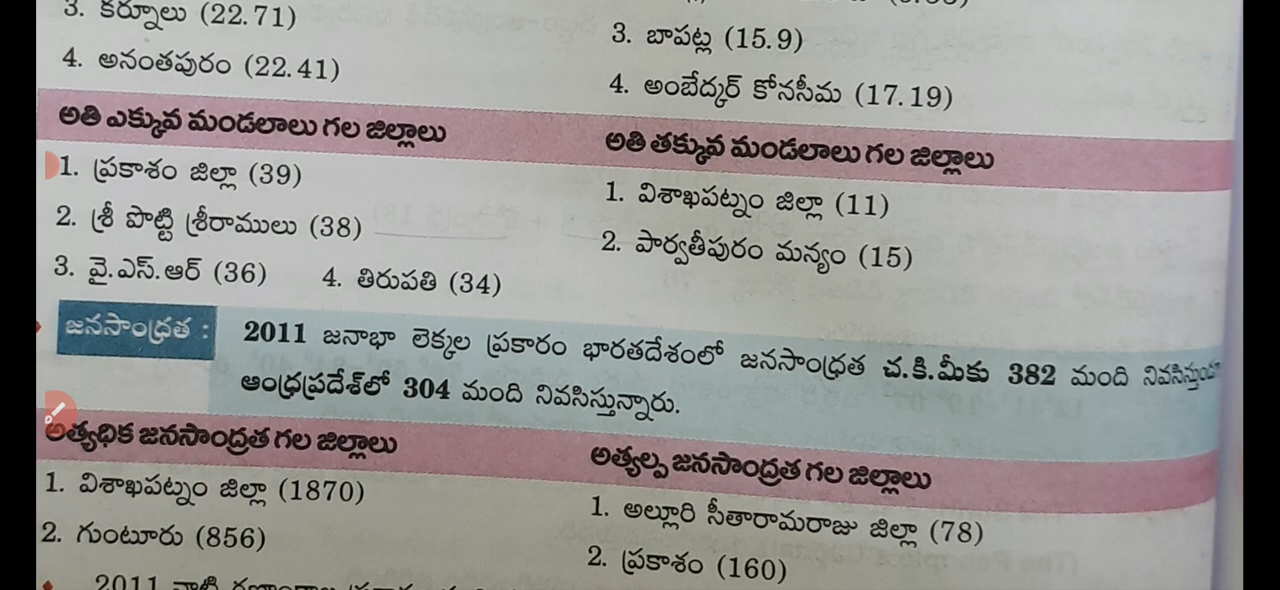 3. కర్నూలు (22.71)
4. అనంతపురం (22.41)
3. బాపట్ల (15.9)
4. అంబేద్కర్ కోనసీమ (17.19)
అతి ఎక్కువ మండలాలు గల జిల్లాలు
1. ప్రకాశం జిల్లా (39)
2. శ్రీ పొట్టి శ్రీరాములు (38)
3. వై.ఎస్.ఆర్ (36) 4. తిరుపతి (34)
అతి తక్కువ మండలాలు గల జిల్లాలు
1. విశాఖపట్నం జిల్లా (11)
2. పార్వతీపురం మన్యం (15)
జనసాంద్రత :
2011 జనాభా లెక్కల ప్రకారం భారతదేశంలో జనసాంధ్రత చ.కి.మీకు 382 మంది
ఆంధ్రప్రదేశ్‌లో 304 మంది నివసిస్తున్నారు.
అత్యధిక జనసాంద్రత గల జిల్లాలు
1. విశాఖపట్నం జిల్లా (1870)
2. గుంటూరు (856)
అత్యల్ప జనసాంద్రత గల జిల్లాలు
1. అల్లూరి సీతారామరాజు జిల్లా (78)
2. ప్రకాశం (160)
2011